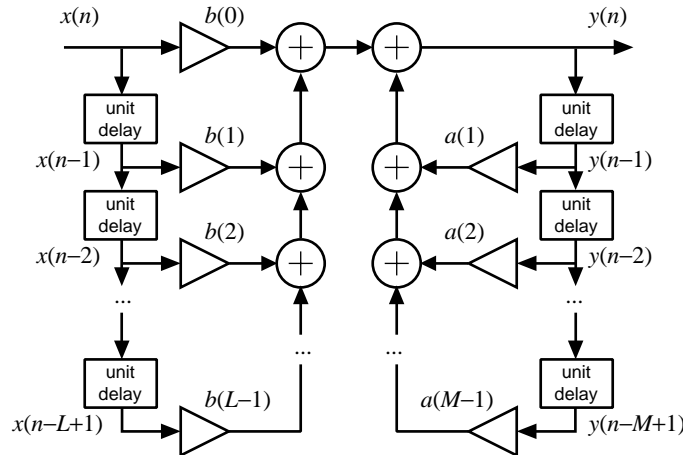 x(n) b(0) y(n)
+ +
unit delay unit delay
b(1) a(1)
x(n−1) + + y(n−1)
unit delay unit delay
b(2) a(2)
x(n−2) + + y(n−2)
... ... ... ...
unit delay unit delay
b(L−1) a(M−1)
x(n−L+1) y(n−M+1)